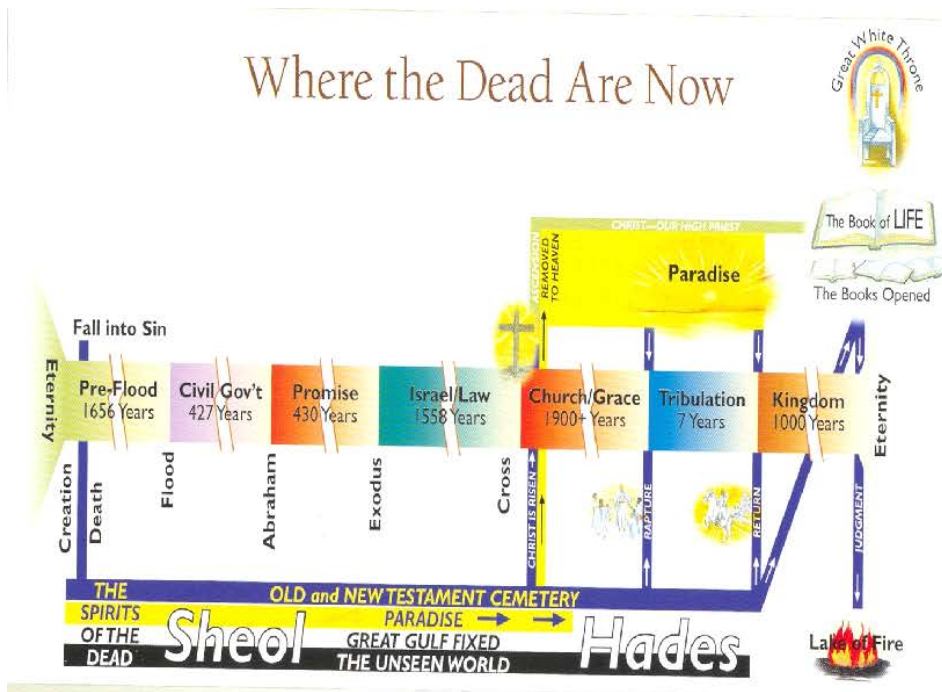 Where the Dead Are Now
Great White Throne
The Book of LIFE
The Books Opened
CHRIST—OUR HIGH PRIEST
ASCENSION
REMOVED
TO HEAVEN
Paradise
Fall into Sin
Eternity
Pre-Flood
1656 Years
Civil Gov't
427 Years
Promise
430 Years
Israel/Law
1558 Years
Church/Grace
1900+ Years
Tribulation
7 Years
Kingdom
1000 Years
Eternity
Creation
Death
Flood
Abraham
Exodus
Cross
CHRIST IS RISEN
RAPTURE
RETURN
JUDGMENT
THE
SPIRITS
OF THE
DEAD
OLD and NEW TESTAMENT CEMETERY
PARADISE
Sheol
GREAT GULF FIXED
Hades
THE UNSEEN WORLD
Lake of Fire